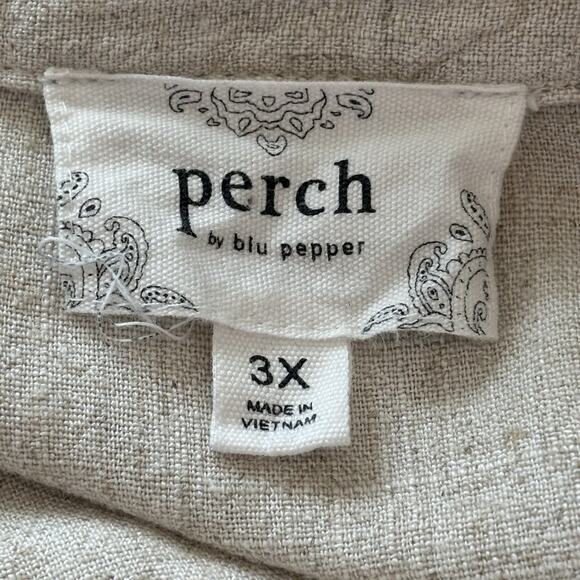 perch
by blu pepper
3X
MADE IN
VIETNAM